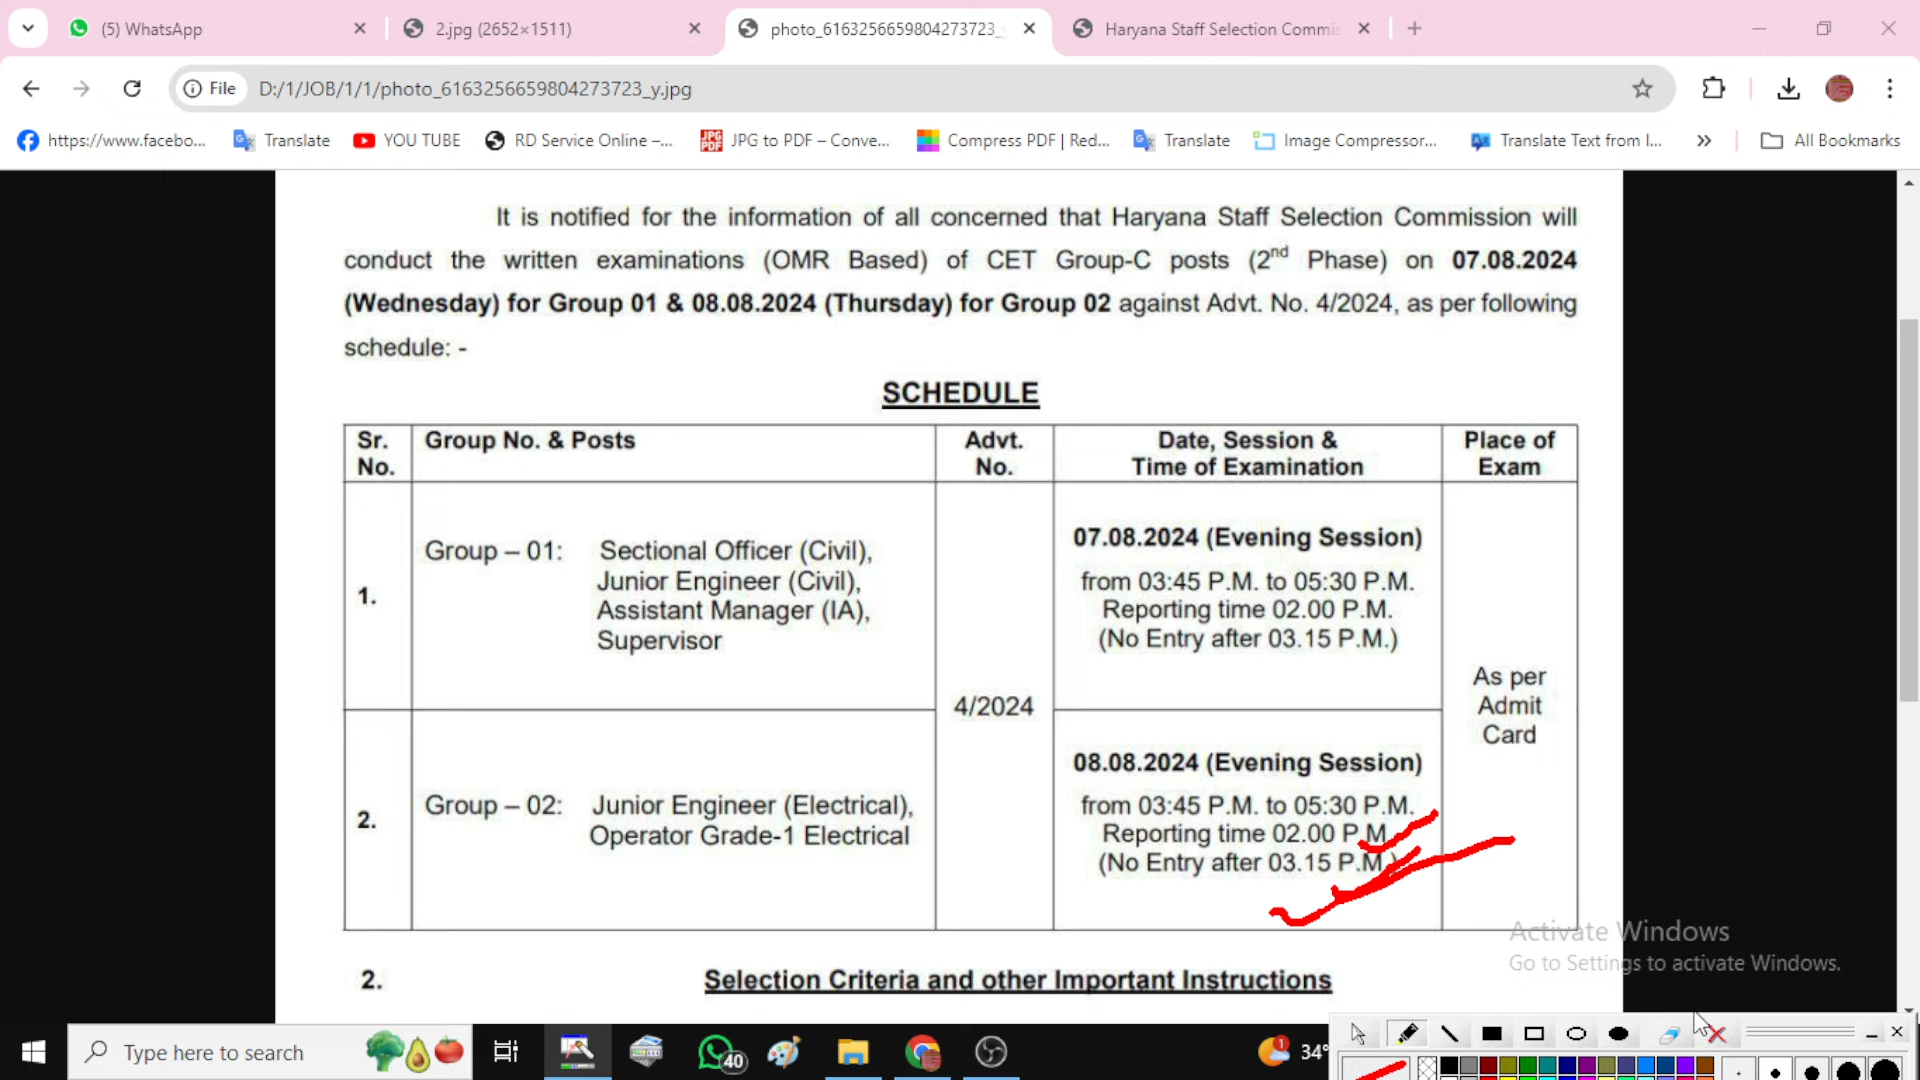 (5) WhatsApp
2.jpg (2652×1511)
photo_6163256659804273723_
Haryana Staff Selection Commis
File
D:/1/JOB/1/1/photo_6163256659804273723_y.jpg
https://www.facebo...
Translate
YOU TUBE
RD Service Online –...
JPG to PDF – Conve...
Compress PDF | Red...
Translate
Image Compressor...
Translate Text from I...
All Bookmarks
It is notified for the information of all concerned that Haryana Staff Selection Commission will
conduct the written examinations (OMR Based) of CET Group-C posts (2nd Phase) on 07.08.2024
(Wednesday) for Group 01 & 08.08.2024 (Thursday) for Group 02 against Advt. No. 4/2024, as per following
schedule: -
SCHEDULE
Sr. No.
Group No. & Posts
Advt. No.
Date, Session & Time of Examination
Place of Exam
1.
Group – 01: Sectional Officer (Civil),
Junior Engineer (Civil),
Assistant Manager (IA),
Supervisor
07.08.2024 (Evening Session)
from 03:45 P.M. to 05:30 P.M.
Reporting time 02.00 P.M.
(No Entry after 03.15 P.M.)
4/2024
As per
Admit
Card
2.
Group – 02: Junior Engineer (Electrical),
Operator Grade-1 Electrical
08.08.2024 (Evening Session)
from 03:45 P.M. to 05:30 P.M.
Reporting time 02.00 P.M
(No Entry after 03.15 P.M.)
2. Selection Criteria and other Important Instructions
Activate Windows
Go to Settings to activate Windows.
Type here to search
40
1
34°